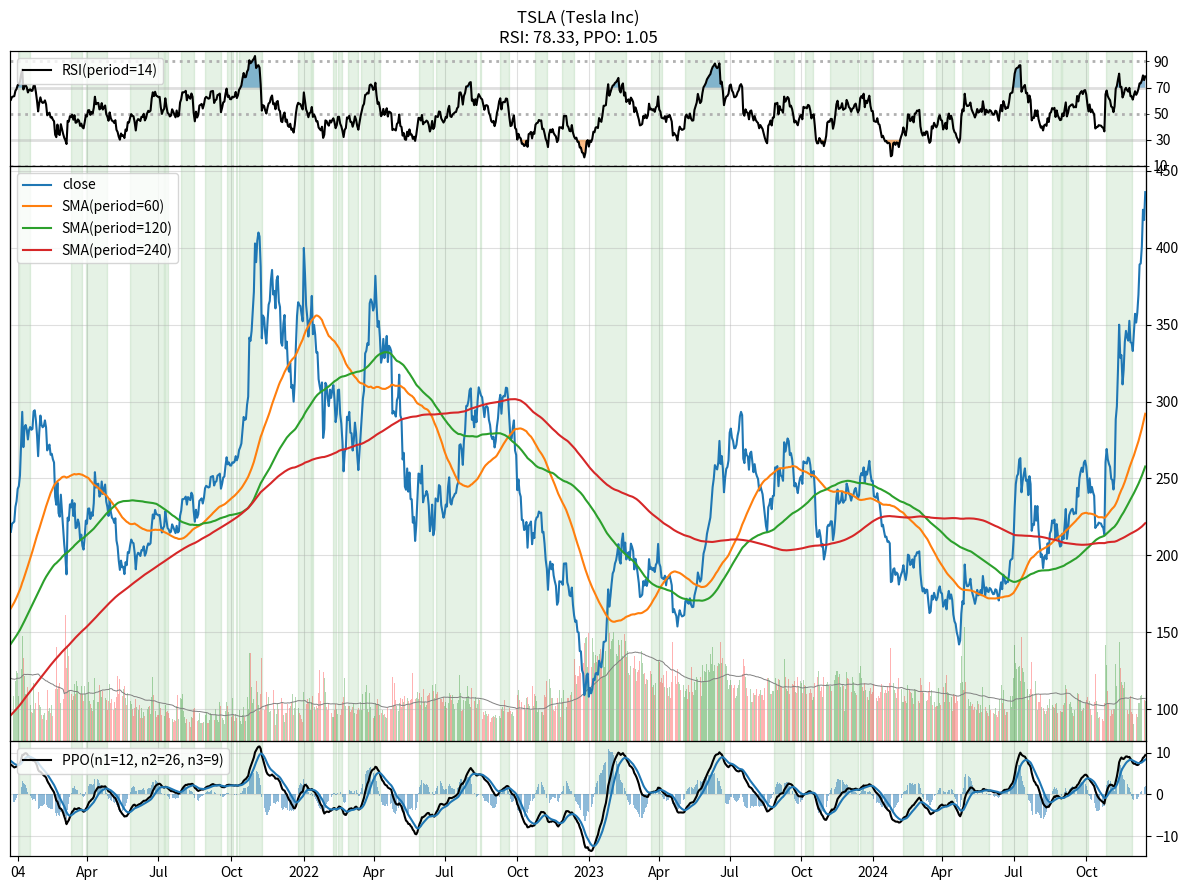 TSLA (Tesla Inc)
RSI: 78.33, PPO: 1.05
RSI(period=14)
90
70
50
30
10
close
SMA(period=60)
SMA(period=120)
SMA(period=240)
450
400
350
300
250
200
150
100
PPO(n1=12, n2=26, n3=9)
10
0
−10
04 Apr Jul Oct 2022 Apr Jul Oct 2023 Apr Jul Oct 2024 Apr Jul Oct